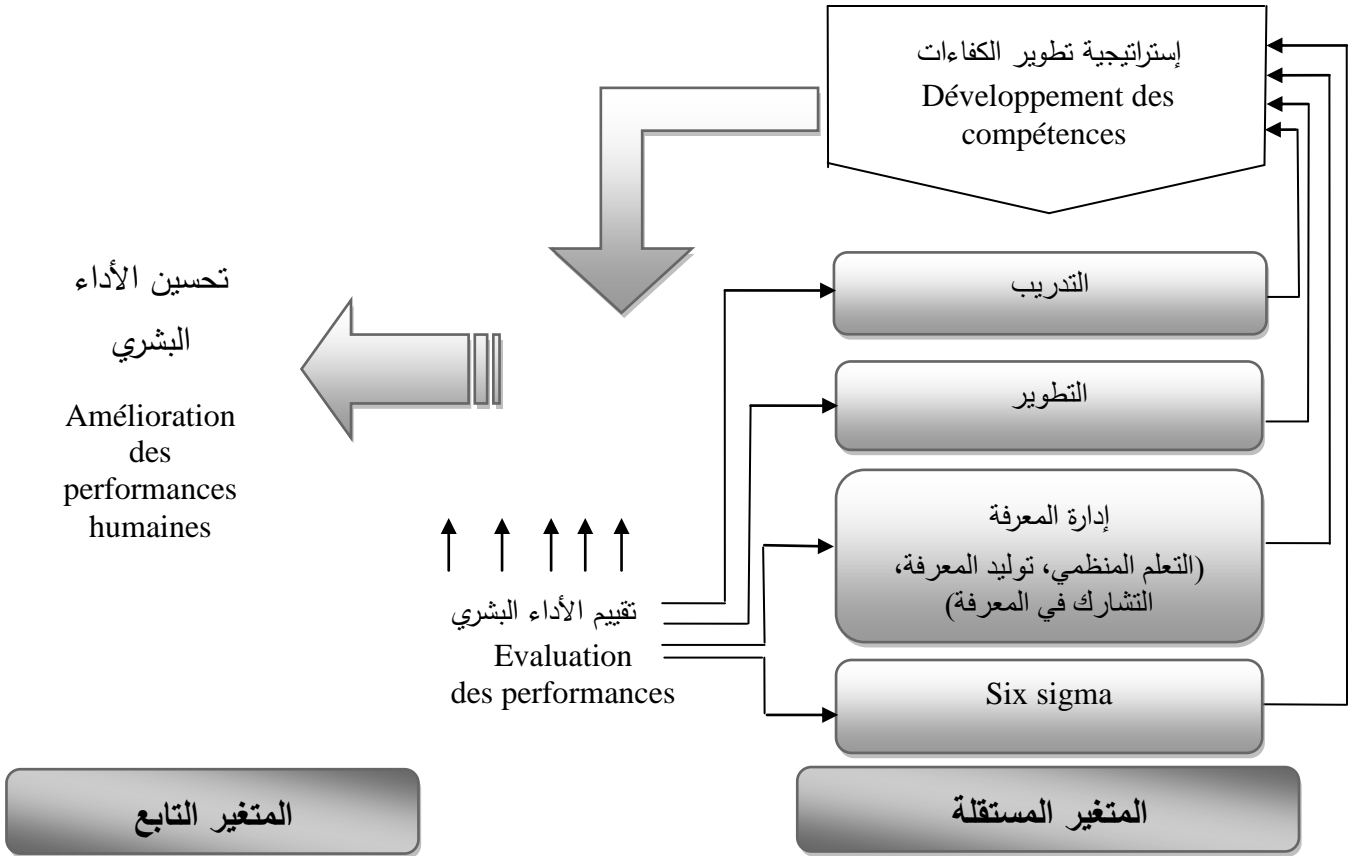 إستراتيجية تطوير الكفاءات
Développement des
compétences
التدريب
التطوير
إدارة المعرفة
(التعلم المنظمي، توليد المعرفة،
التشارك في المعرفة)
Six sigma
تحسين الأداء
البشري
Amélioration
des
performances
humaines
تقييم الأداء البشري
Evaluation
des performances
المتغير المستقلة
المتغير التابع